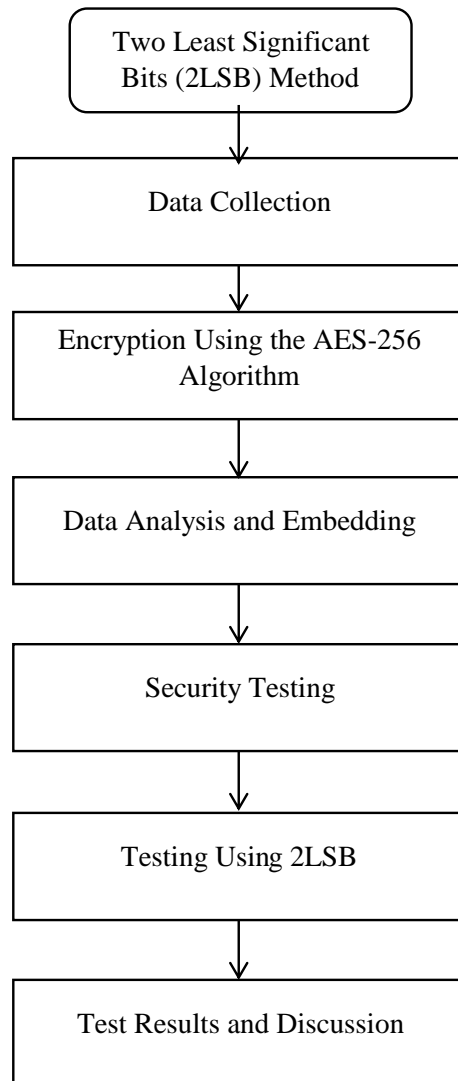 Two Least Significant
Bits (2LSB) Method
Data Collection
Encryption Using the AES-256
Algorithm
Data Analysis and Embedding
Security Testing
Testing Using 2LSB
Test Results and Discussion